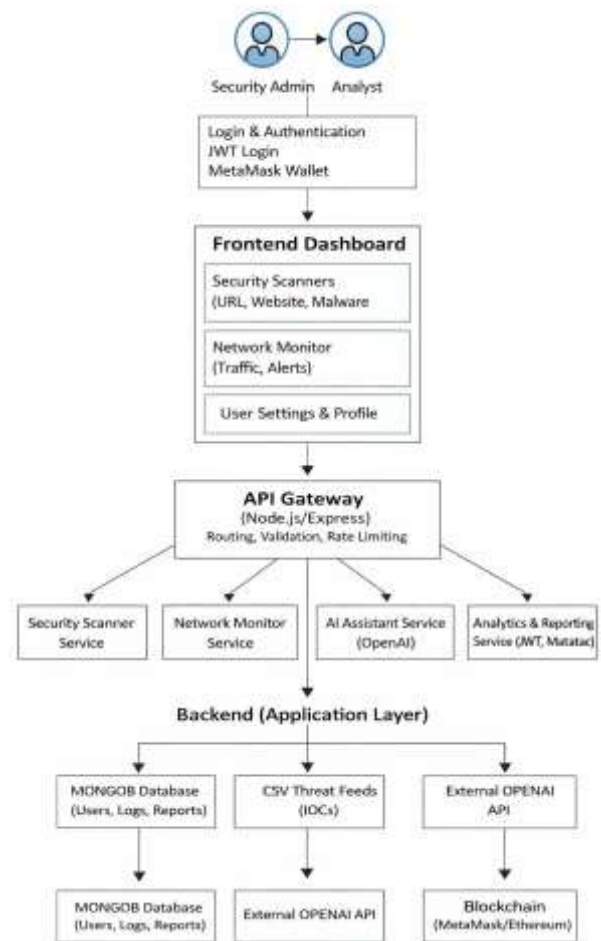 Security Admin
Analyst
Login & Authentication
JWT Login
MetaMask Wallet
Frontend Dashboard
Security Scanners
(URL, Website, Malware
Network Monitor
(Traffic, Alerts)
User Settings & Profile
API Gateway
(Node.js/Express)
Routing, Validation, Rate Limiting
Security Scanner
Service
Network Monitor
Service
AI Assistant Service
(OpenAI)
Analytics & Reporting
Service (JWT, Matatac)
Backend (Application Layer)
MONGOB Database
(Users, Logs, Reports)
CSV Threat Feeds
(IOCs)
External OPENAI
API
MONGOB Database
(Users, Logs, Reports)
External OPENAI API
Blockchain
(MetaMask/Ethereum)